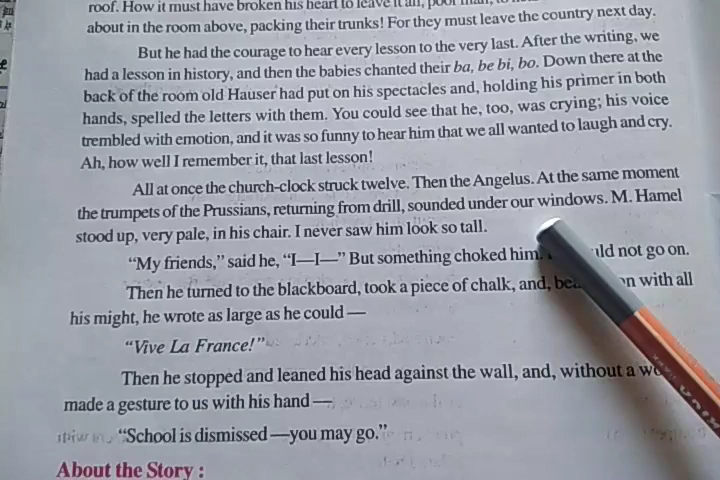 roof. How it must have broken his heart to leave it all, poor man,
about in the room above, packing their trunks! For they must leave the country next day.
But he had the courage to hear every lesson to the very last. After the writing, we
had a lesson in history, and then the babies chanted their ba, be bi, bo. Down there at the
back of the room old Hauser had put on his spectacles and, holding his primer in both
hands, spelled the letters with them. You could see that he, too, was crying; his voice
trembled with emotion, and it was so funny to hear him that we all wanted to laugh and cry.
Ah, how well I remember it, that last lesson!
All at once the church-clock struck twelve. Then the Angelus. At the same moment
the trumpets of the Prussians, returning from drill, sounded under our windows. M. Hamel
stood up, very pale, in his chair. I never saw him look so tall.
“My friends,” said he, “I—I—” But something choked him. not go on.
Then he turned to the blackboard, took a piece of chalk, and, with all
his might, he wrote as large as he could —
“Vive La France!”
Then he stopped and leaned his head against the wall, and, without a
made a gesture to us with his hand —
“School is dismissed —you may go.”
About the Story :